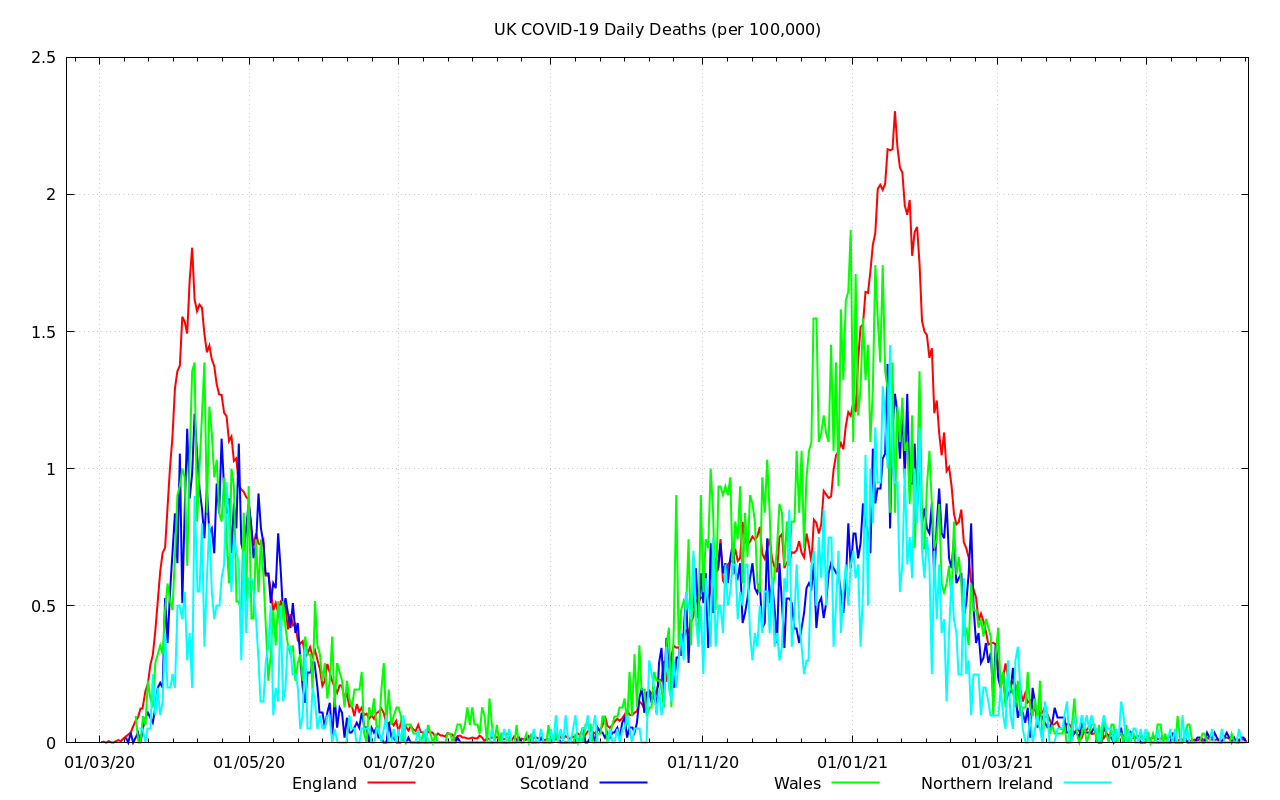 UK COVID-19 Daily Deaths (per 100,000)
2.5
2
1.5
1
0.5
0
01/03/20 01/05/20 01/07/20 01/09/20 01/11/20 01/01/21 01/03/21 01/05/21
England Scotland Wales Northern Ireland